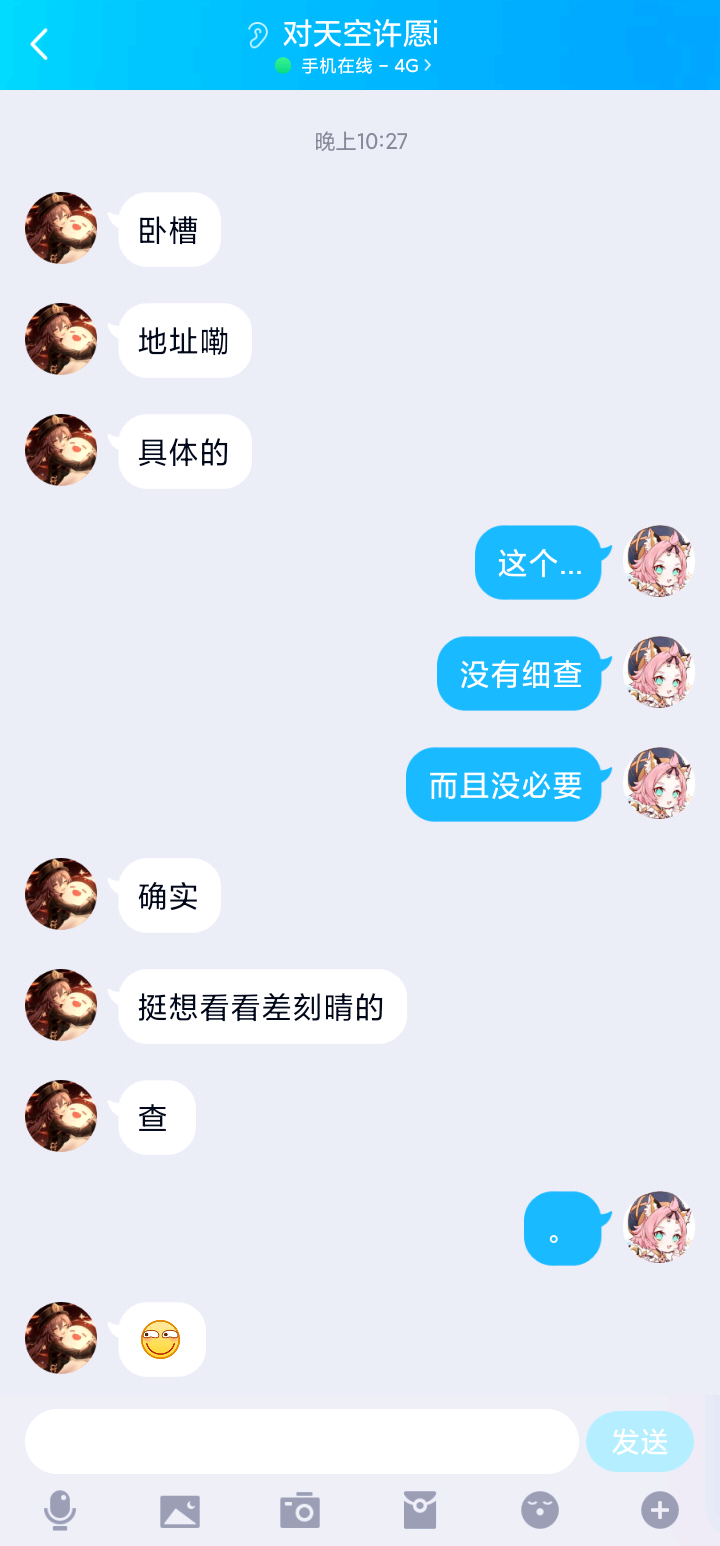 对天空许愿i
手机在线 – 4G
晚上10:27
卧槽
地址嘞
具体的
这个...
没有细查
而且没必要
确实
挺想看看差刻晴的
查
。
发送